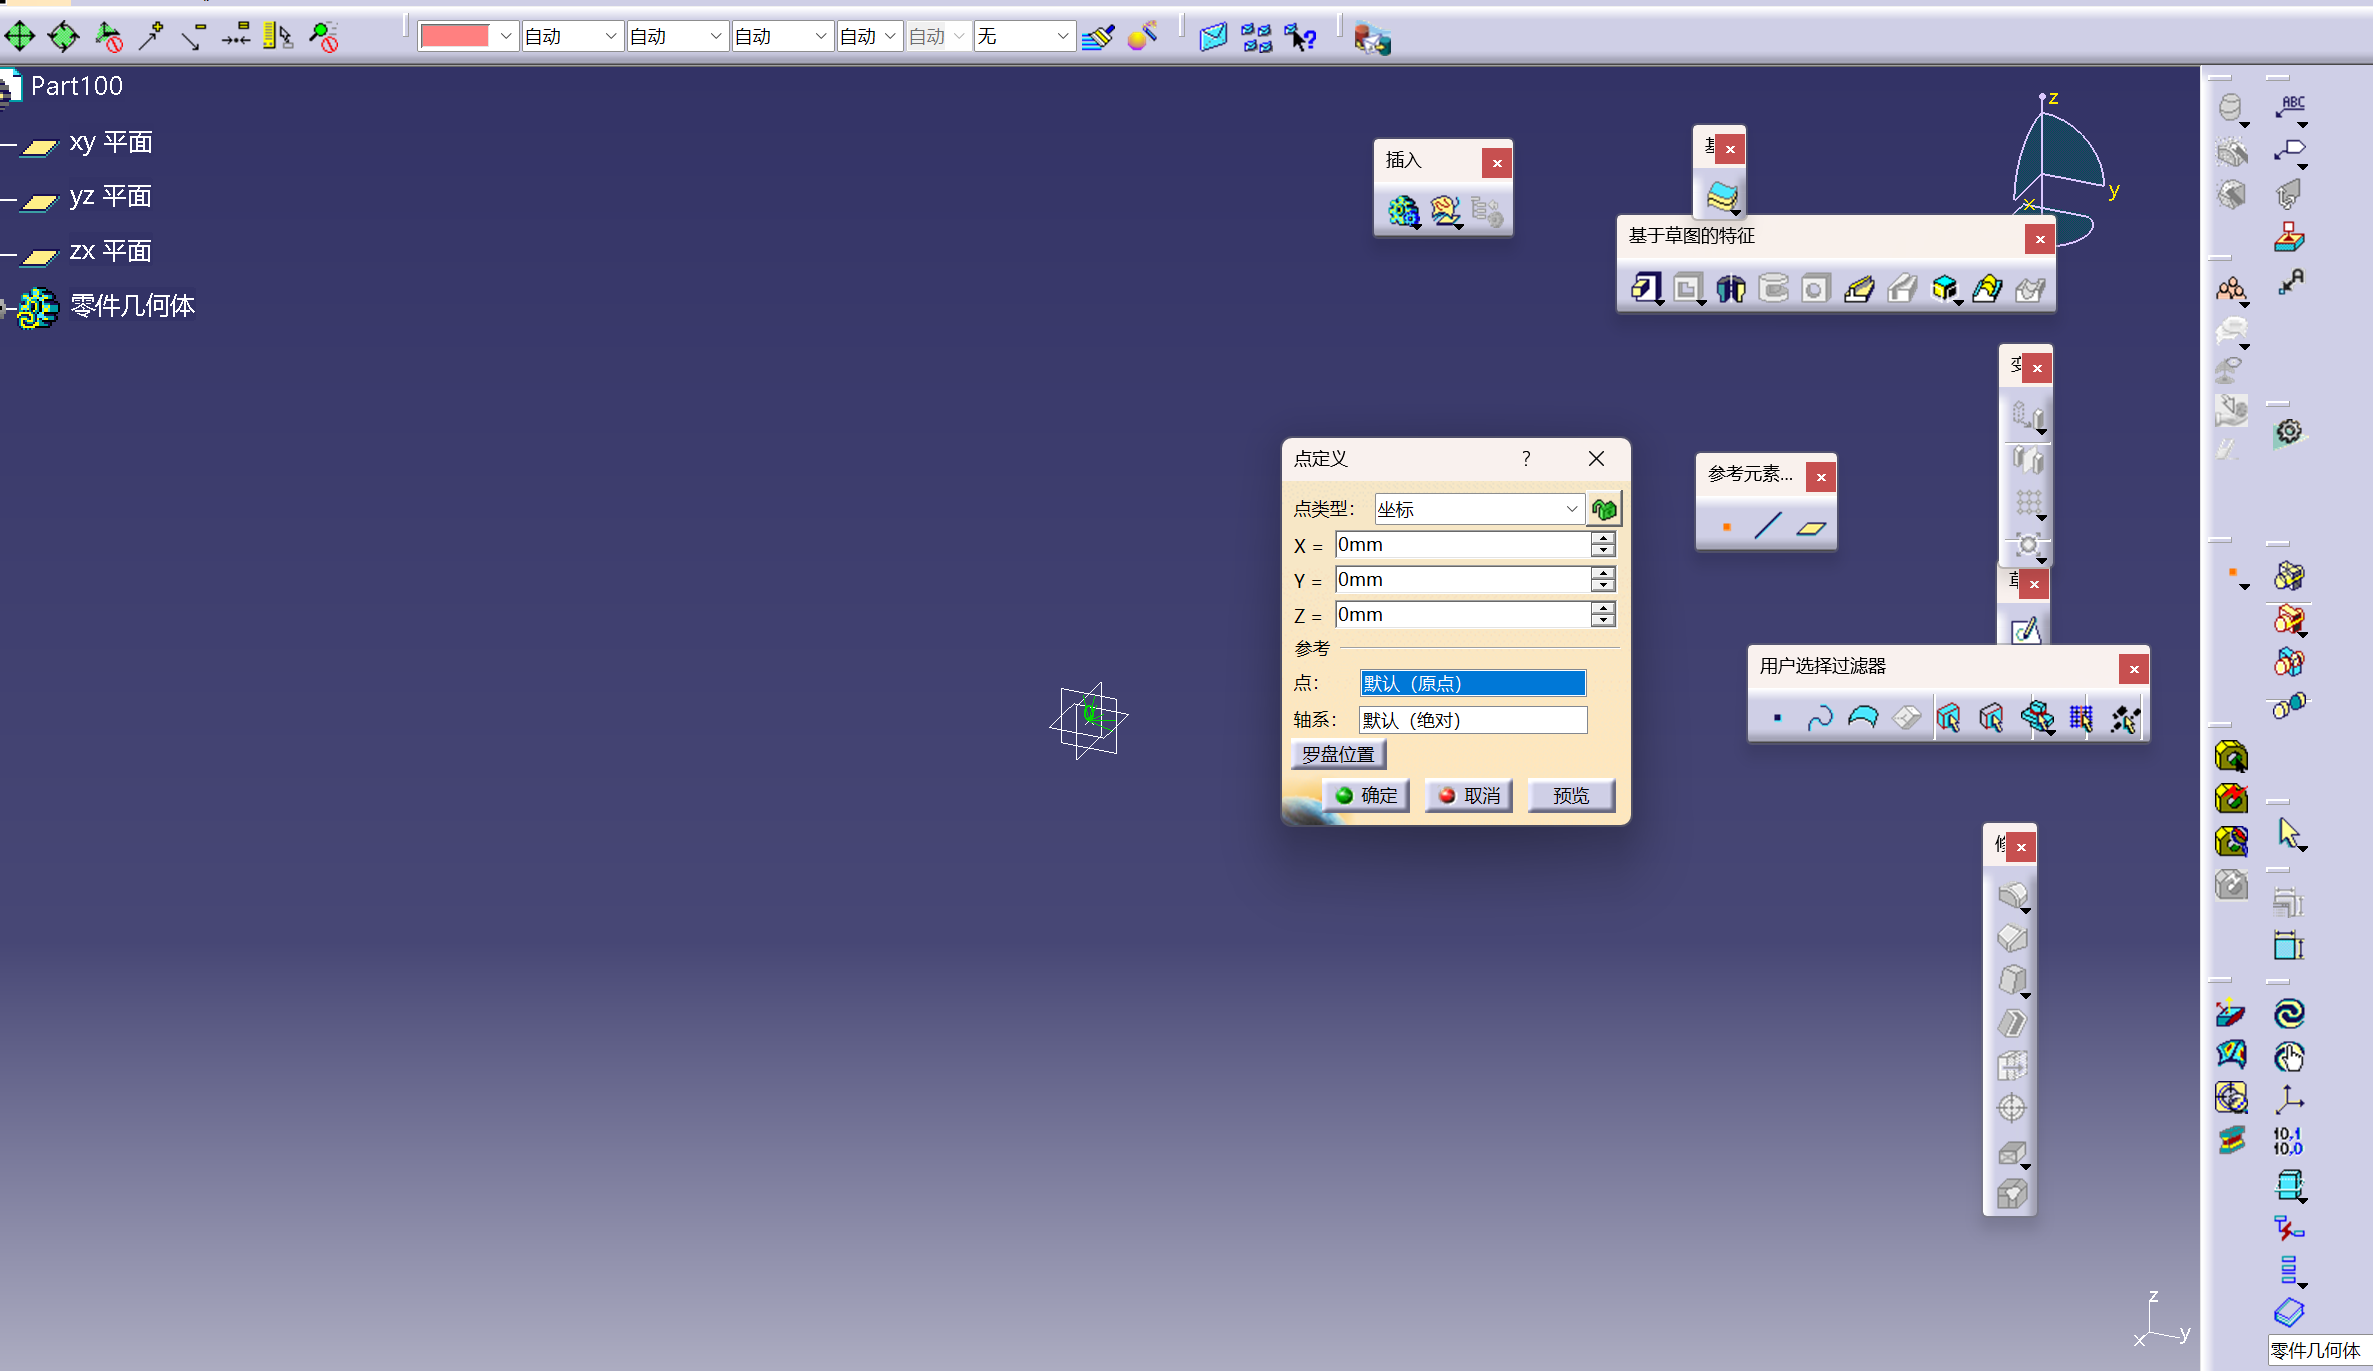 自动 自动 自动 自动 自动 无
Part100
xy 平面
yz 平面
zx 平面
零件几何体
z
y
x
插入
基于草图的特征
点定义 ?
点类型: 坐标
X = 0mm
Y = 0mm
Z = 0mm
参考
点: 默认（原点）
轴系: 默认（绝对）
罗盘位置
确定 取消 预览
参考元素...
用户选择过滤器
ABC
A
10,1
10,0
z
x y
零件几何体